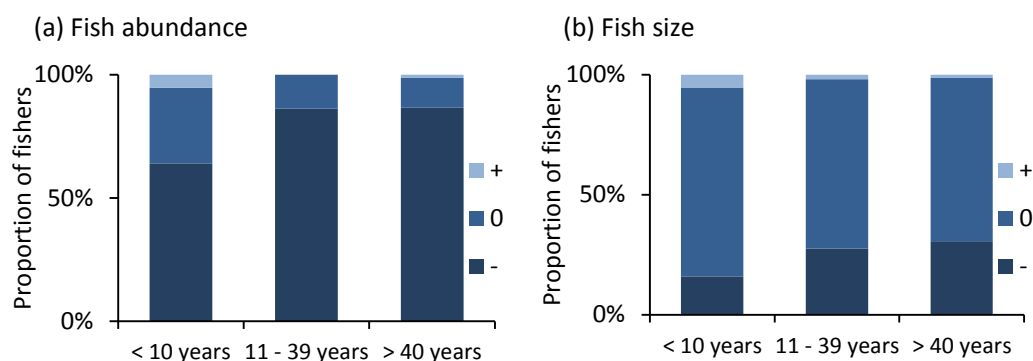 (a) Fish abundance
Proportion of fishers
100%
50%
0%
< 10 years 11 - 39 years > 40 years
+
0
-
(b) Fish size
Proportion of fishers
100%
50%
0%
< 10 years 11 - 39 years > 40 years
+
0
-